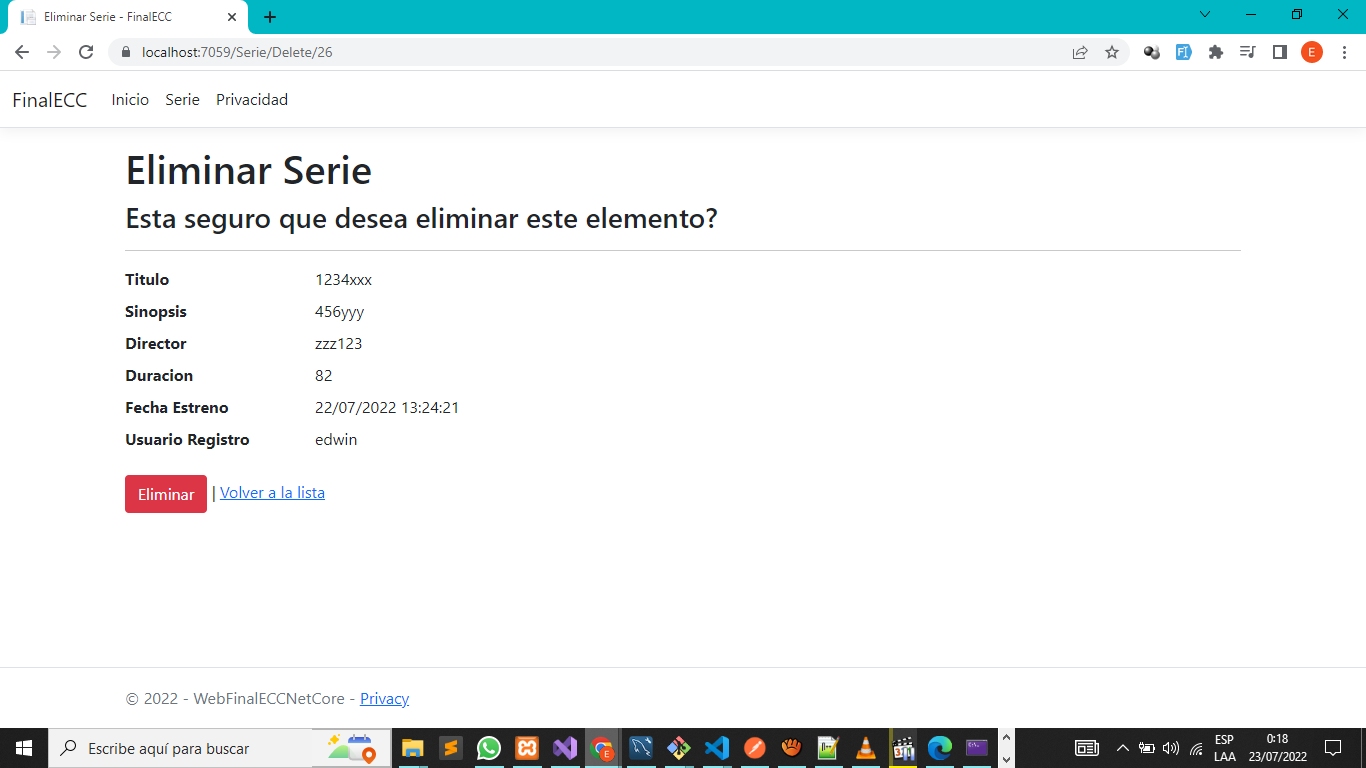 Eliminar Serie - FinalECC
localhost:7059/Serie/Delete/26
E
FinalECC Inicio Serie Privacidad
Eliminar Serie
Esta seguro que desea eliminar este elemento?
Titulo 1234xxx
Sinopsis 456yyy
Director zzz123
Duracion 82
Fecha Estreno 22/07/2022 13:24:21
Usuario Registro edwin
Eliminar | Volver a la lista
© 2022 - WebFinalECCNetCore - Privacy
Escribe aquí para buscar
ESP
LAA
0:18
23/07/2022